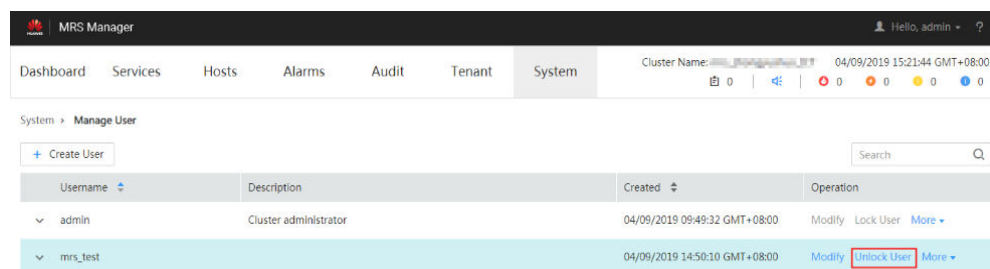 HUAWEI MRS Manager Hello, admin ?
Dashboard Services Hosts Alarms Audit Tenant System Cluster Name: 04/09/2019 15:21:44 GMT+08:00
0 0 0 0 0
System > Manage User
+ Create User Search
Username Description Created Operation
admin Cluster administrator 04/09/2019 09:49:32 GMT+08:00 Modify Lock User More
mrs_test 04/09/2019 14:50:10 GMT+08:00 Modify Unlock User More